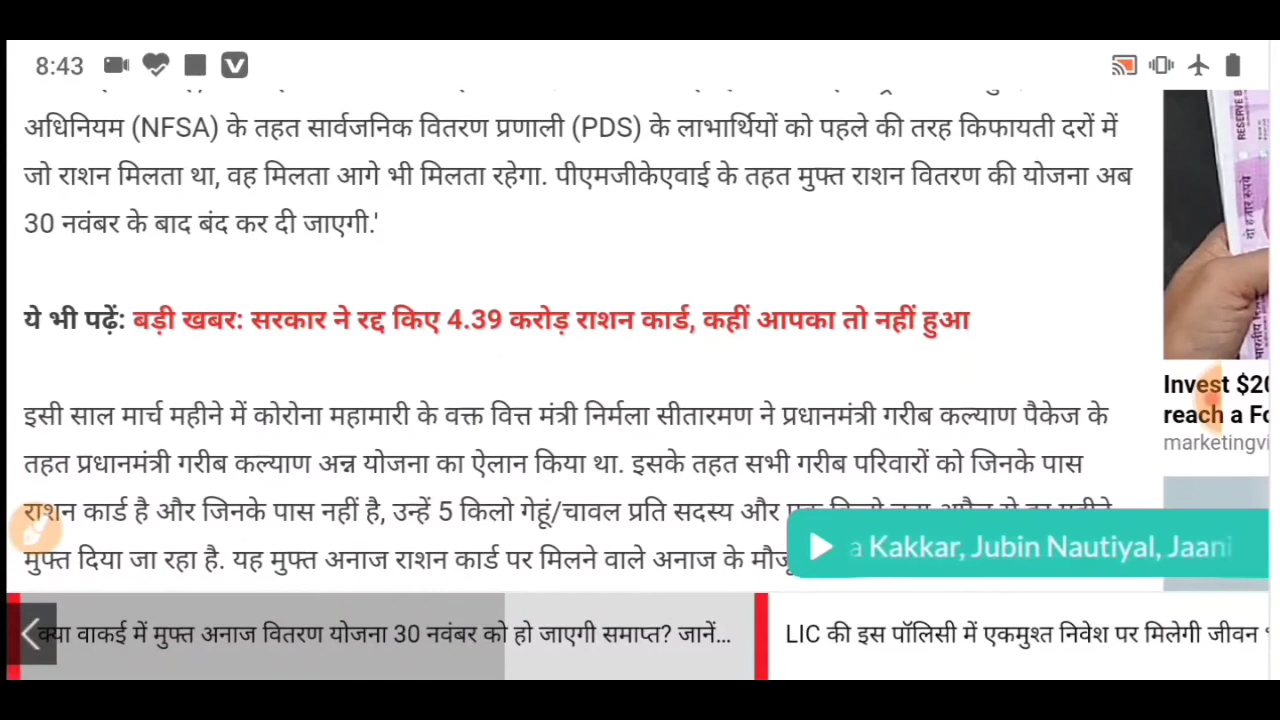 8:43
अधिनियम (NFSA) के तहत सार्वजनिक वितरण प्रणाली (PDS) के लाभार्थियों को पहले की तरह किफायती दरों में
जो राशन मिलता था, वह मिलता आगे भी मिलता रहेगा. पीएमजीकेएवाई के तहत मुफ्त राशन वितरण की योजना अब
30 नवंबर के बाद बंद कर दी जाएगी.'
ये भी पढ़ें: बड़ी खबर: सरकार ने रद्द किए 4.39 करोड़ राशन कार्ड, कहीं आपका तो नहीं हुआ
इसी साल मार्च महीने में कोरोना महामारी के वक्त वित्त मंत्री निर्मला सीतारमण ने प्रधानमंत्री गरीब कल्याण पैकेज के
तहत प्रधानमंत्री गरीब कल्याण अन्न योजना का ऐलान किया था. इसके तहत सभी गरीब परिवारों को जिनके पास
राशन कार्ड है और जिनके पास नहीं है, उन्हें 5 किलो गेहूं/चावल प्रति सदस्य और
मुफ्त दिया जा रहा है. यह मुफ्त अनाज राशन कार्ड पर मिलने वाले अनाज के
a Kakkar, Jubin Nautiyal, Jaani
क्या वाकई में मुफ्त अनाज वितरण योजना 30 नवंबर को हो जाएगी समाप्त? जानें...
LIC की इस पॉलिसी में एकमुश्त निवेश पर मिलेगी जीवन
RESERVE B
दो हजार रुपये
Invest $20
reach a Fo
marketingvi